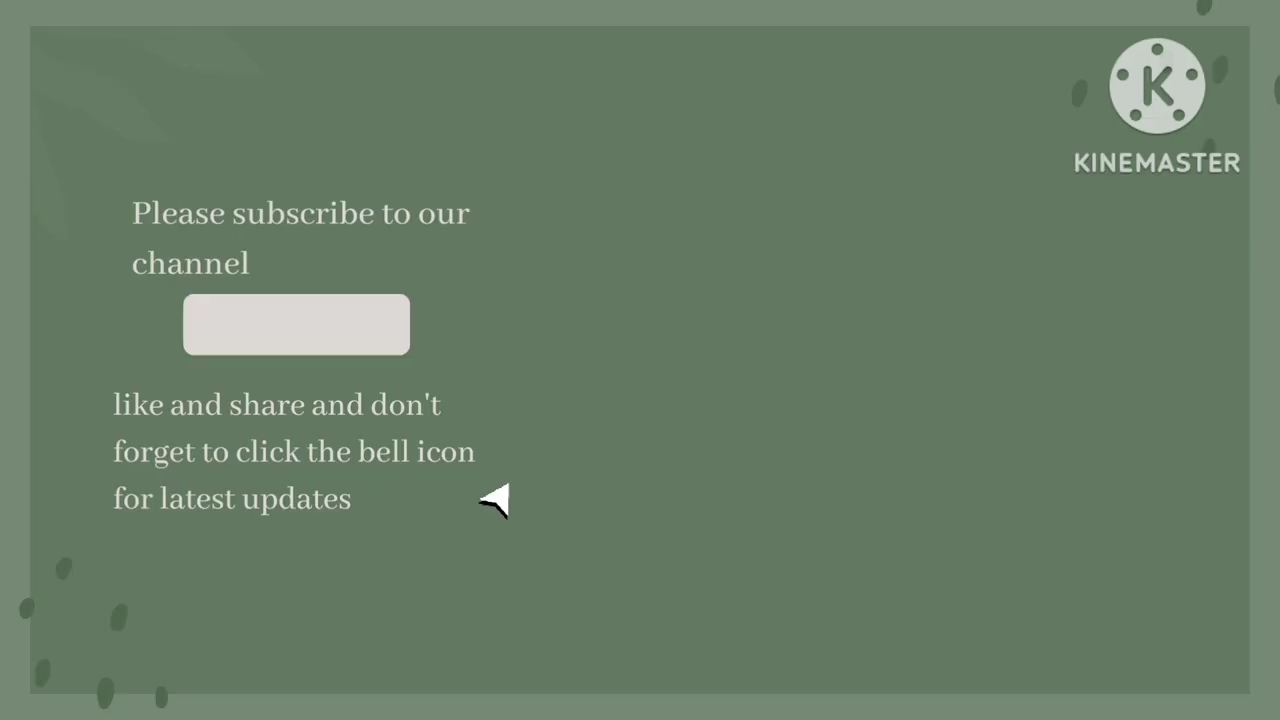 K
KINEMASTER
Please subscribe to our
channel
like and share and don't
forget to click the bell icon
for latest updates